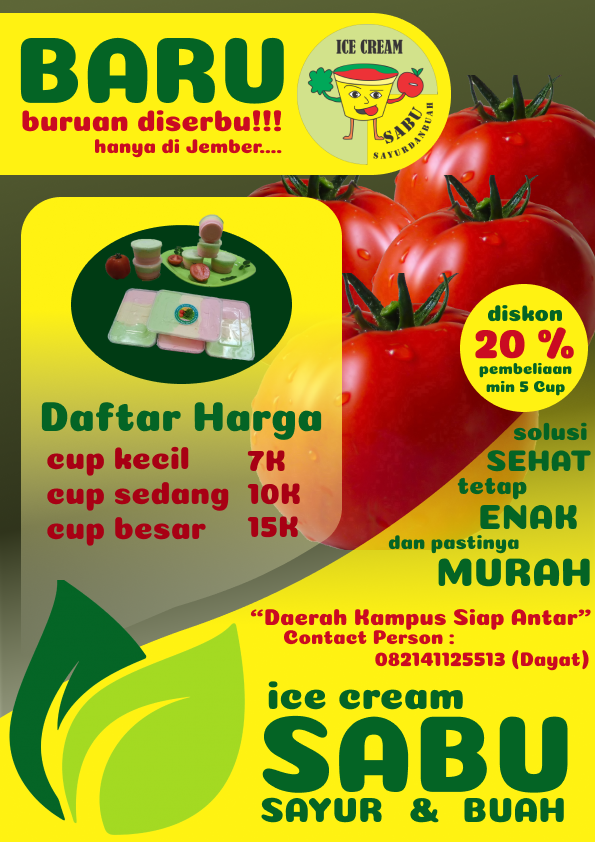 BARU
buruan diserbu!!!
hanya di Jember....
ICE CREAM
SABU
SAYURDANBUAH
diskon
20 %
pembeliaan
min 5 Cup
Daftar Harga
cup kecil 7K
cup sedang 10K
cup besar 15K
solusi
SEHAT
tetap
ENAK
dan pastinya
MURAH
“Daerah Kampus Siap Antar”
Contact Person :
082141125513 (Dayat)
ice cream
SABU
SAYUR & BUAH